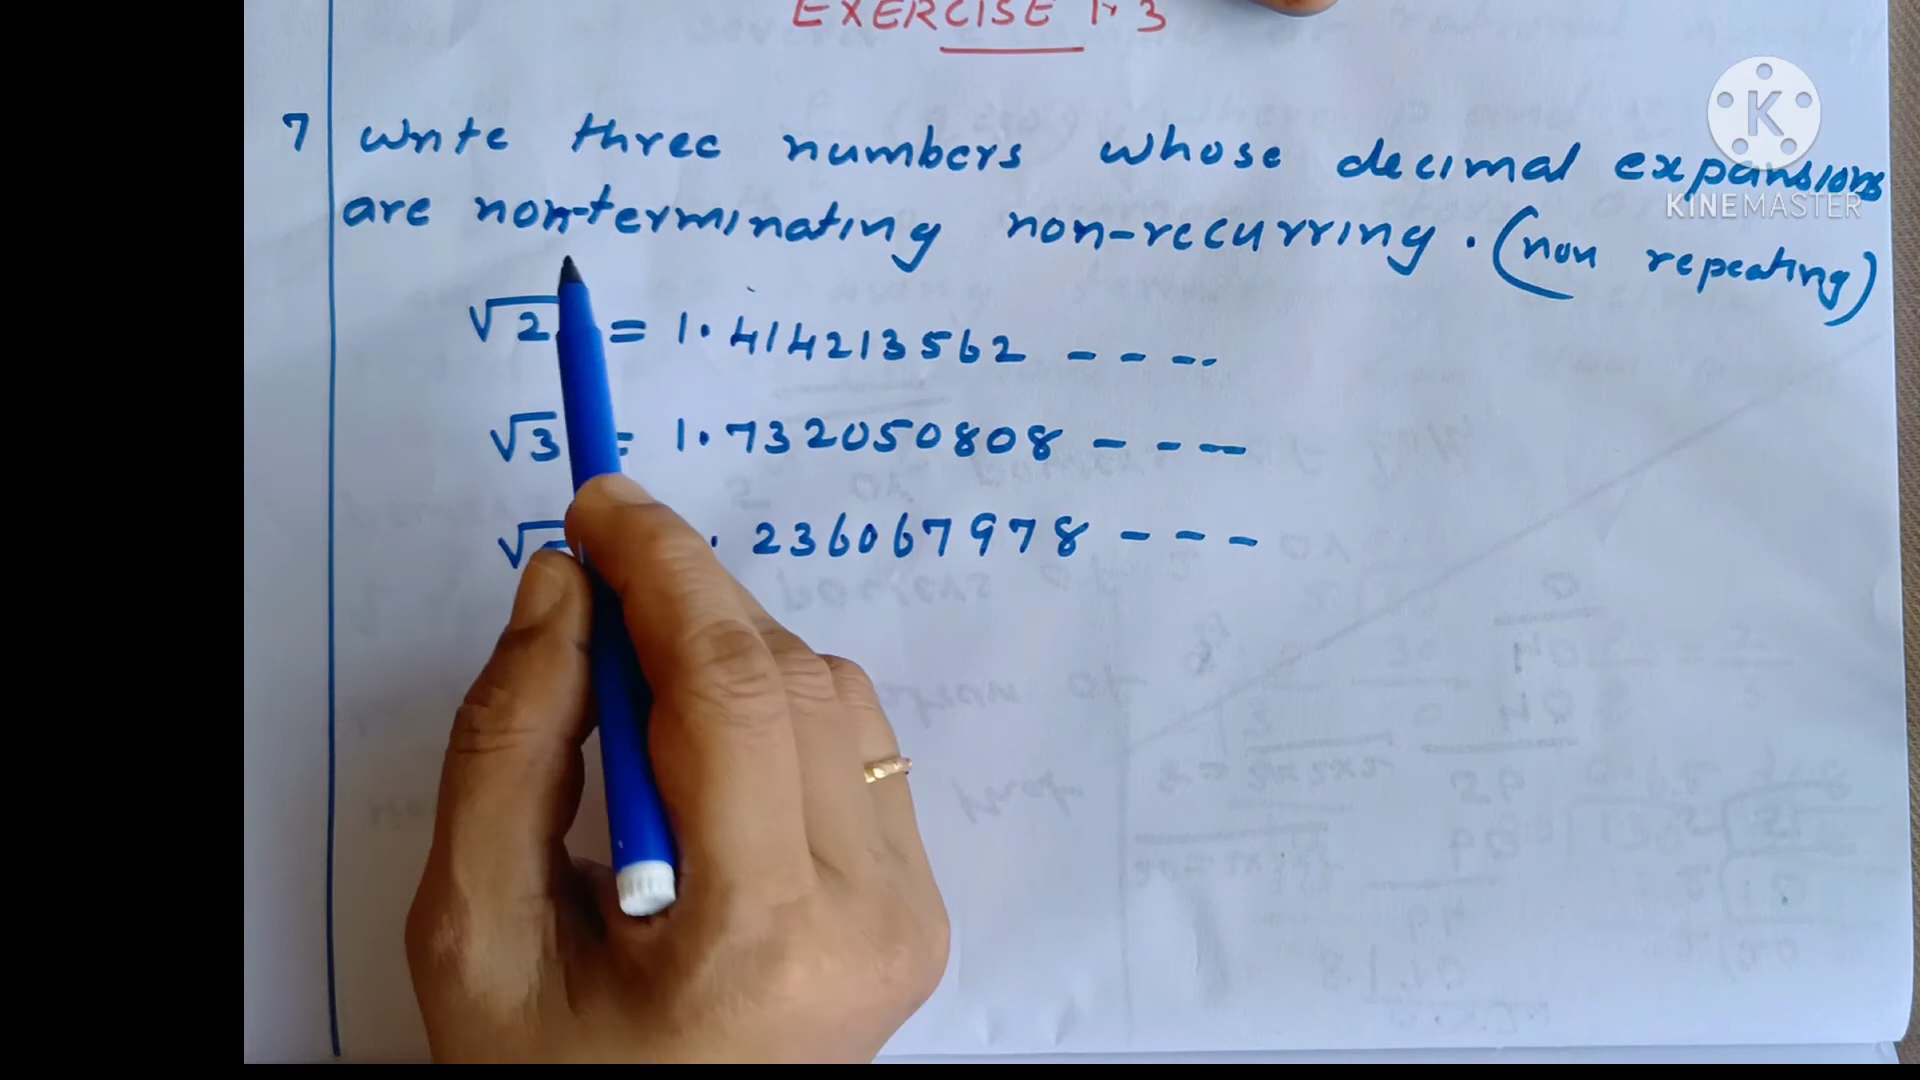 EXERCISE 1.3
7 Write three numbers whose decimal expansions
are non-terminating non-recurring. (non repeating)
√2 = 1.414213562 ----
√3 = 1.732050808 ---
√ . 236067978 ---
K
KINEMASTER